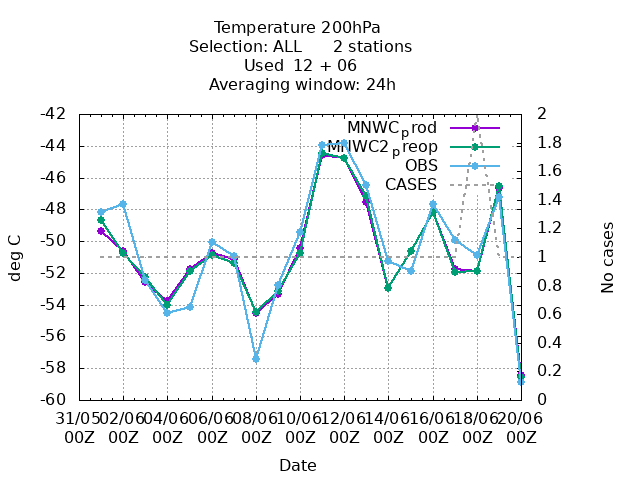 Temperature 200hPa
Selection: ALL      2 stations
Used  12 + 06
Averaging window: 24h
MNWCprod
MNWC2preop
OBS
CASES
-42
-44
-46
-48
-50
-52
-54
-56
-58
-60
2
1.8
1.6
1.4
1.2
1
0.8
0.6
0.4
0.2
0
deg C
No cases
31/05 02/06 04/06 06/06 08/06 10/06 12/06 14/06 16/06 18/06 20/06
00Z 00Z 00Z 00Z 00Z 00Z 00Z 00Z 00Z 00Z 00Z
Date